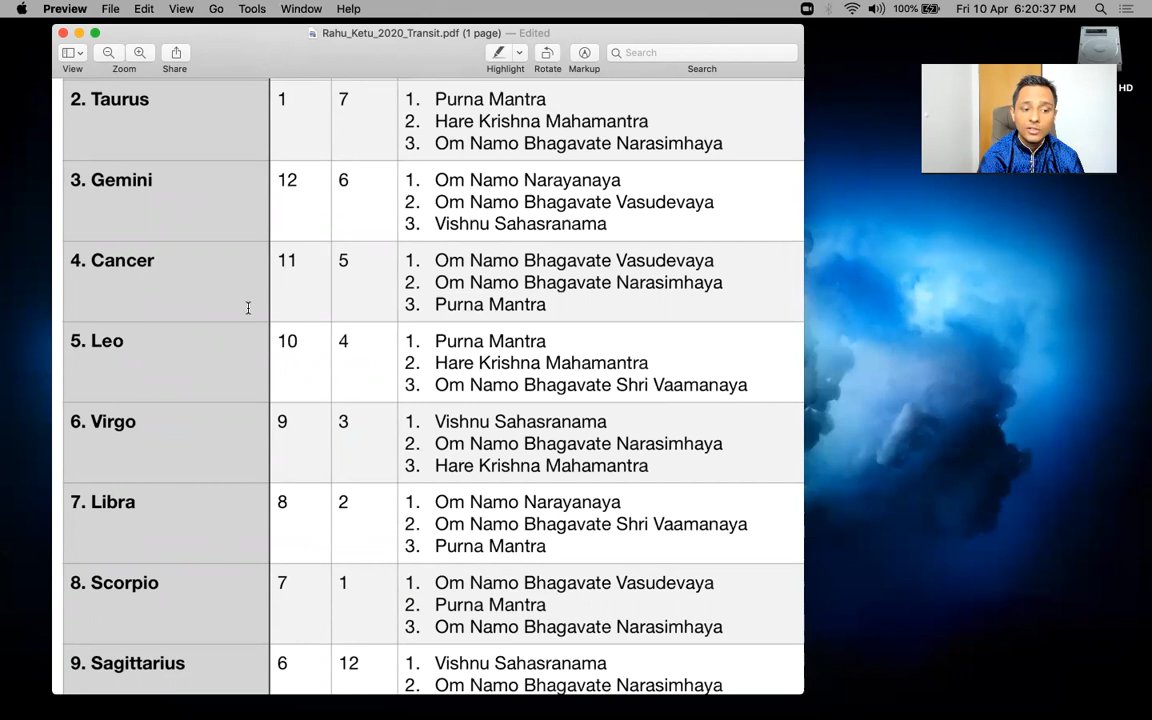 Preview File Edit View Go Tools Window Help 100% Fri 10 Apr 6:20:37 PM
Rahu_Ketu_2020_Transit.pdf (1 page) – Edited
Search
View Zoom Share Highlight Rotate Markup Search
HD
2. Taurus 1 7 1. Purna Mantra
2. Hare Krishna Mahamantra
3. Om Namo Bhagavate Narasimhaya
3. Gemini 12 6 1. Om Namo Narayanaya
2. Om Namo Bhagavate Vasudevaya
3. Vishnu Sahasranama
4. Cancer 11 5 1. Om Namo Bhagavate Vasudevaya
2. Om Namo Bhagavate Narasimhaya
3. Purna Mantra
5. Leo 10 4 1. Purna Mantra
2. Hare Krishna Mahamantra
3. Om Namo Bhagavate Shri Vaamanaya
6. Virgo 9 3 1. Vishnu Sahasranama
2. Om Namo Bhagavate Narasimhaya
3. Hare Krishna Mahamantra
7. Libra 8 2 1. Om Namo Narayanaya
2. Om Namo Bhagavate Shri Vaamanaya
3. Purna Mantra
8. Scorpio 7 1 1. Om Namo Bhagavate Vasudevaya
2. Purna Mantra
3. Om Namo Bhagavate Narasimhaya
9. Sagittarius 6 12 1. Vishnu Sahasranama
2. Om Namo Bhagavate Narasimhaya